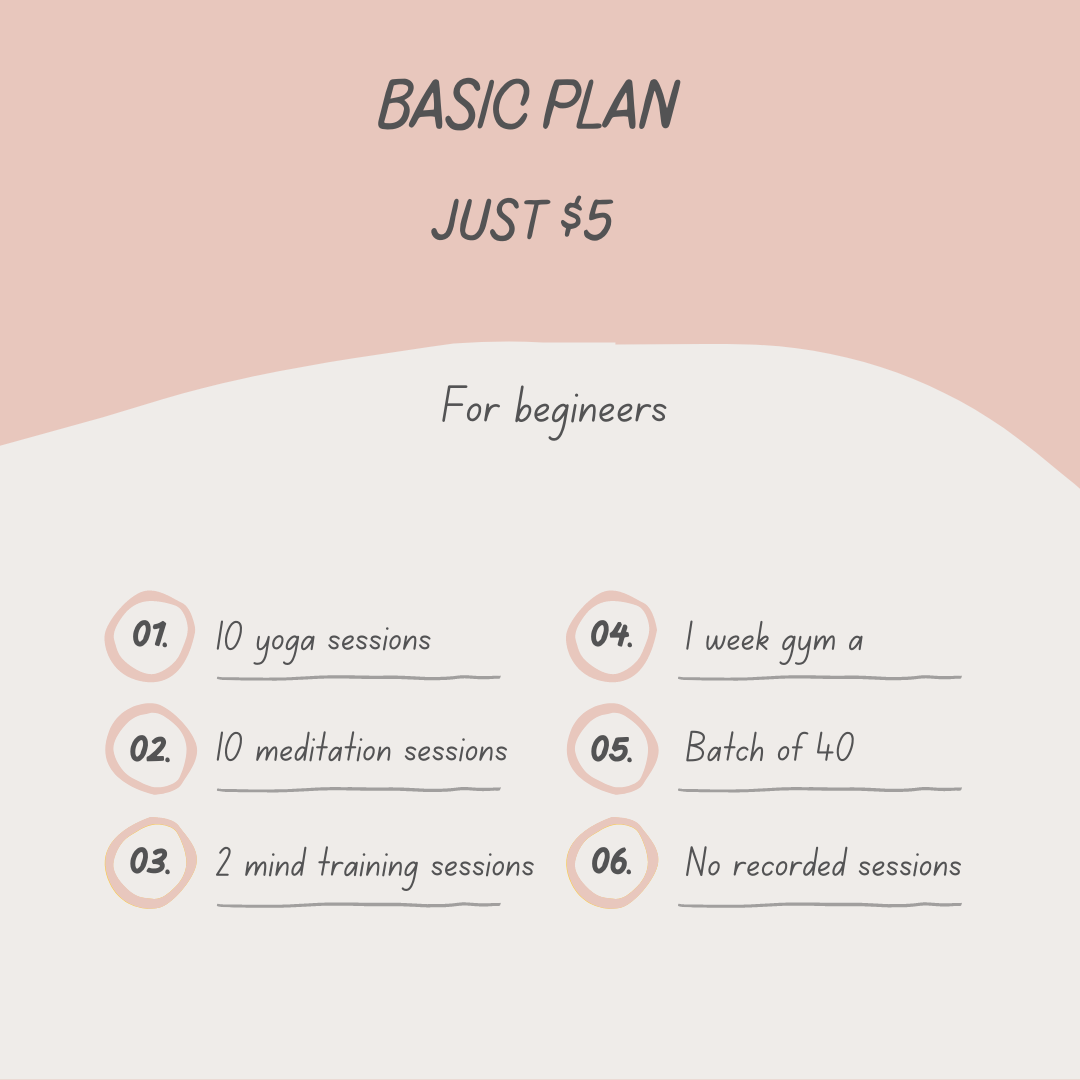 BASIC PLAN
JUST $5
For begineers
01. 10 yoga sessions
02. 10 meditation sessions
03. 2 mind training sessions
04. 1 week gym a
05. Batch of 40
06. No recorded sessions